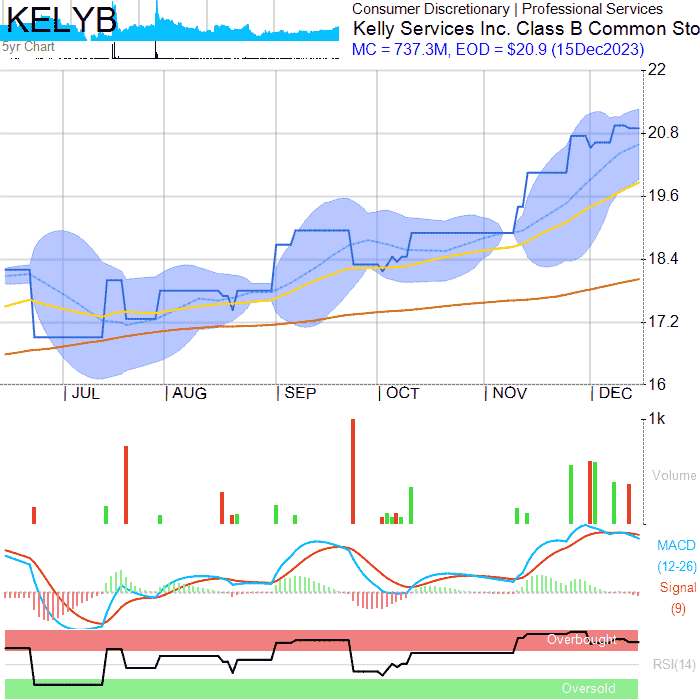 KELYB
5yr Chart
Consumer Discretionary | Professional Services
Kelly Services Inc. Class B Common Sto
MC = 737.3M, EOD = $20.9 (15Dec2023)
22
20.8
19.6
18.4
17.2
16
JUL
AUG
SEP
OCT
NOV
DEC
1k
Volume
MACD
(12-26)
Signal
(9)
Overbought
RSI(14)
Oversold